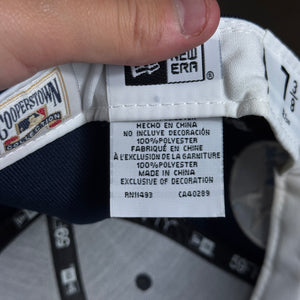 NEW ERA®
COOPERSTOWN
COLLECTION
HECHO EN CHINA
NO INCLUYE DECORACIÓN
100% POLYESTER
FABRIQUÉ EN CHINE
À L'EXCLUSION DE LA GARNITURE
100% POLYESTER
MADE IN CHINA
EXCLUSIVE OF DECORATION
RN11493 CA40289